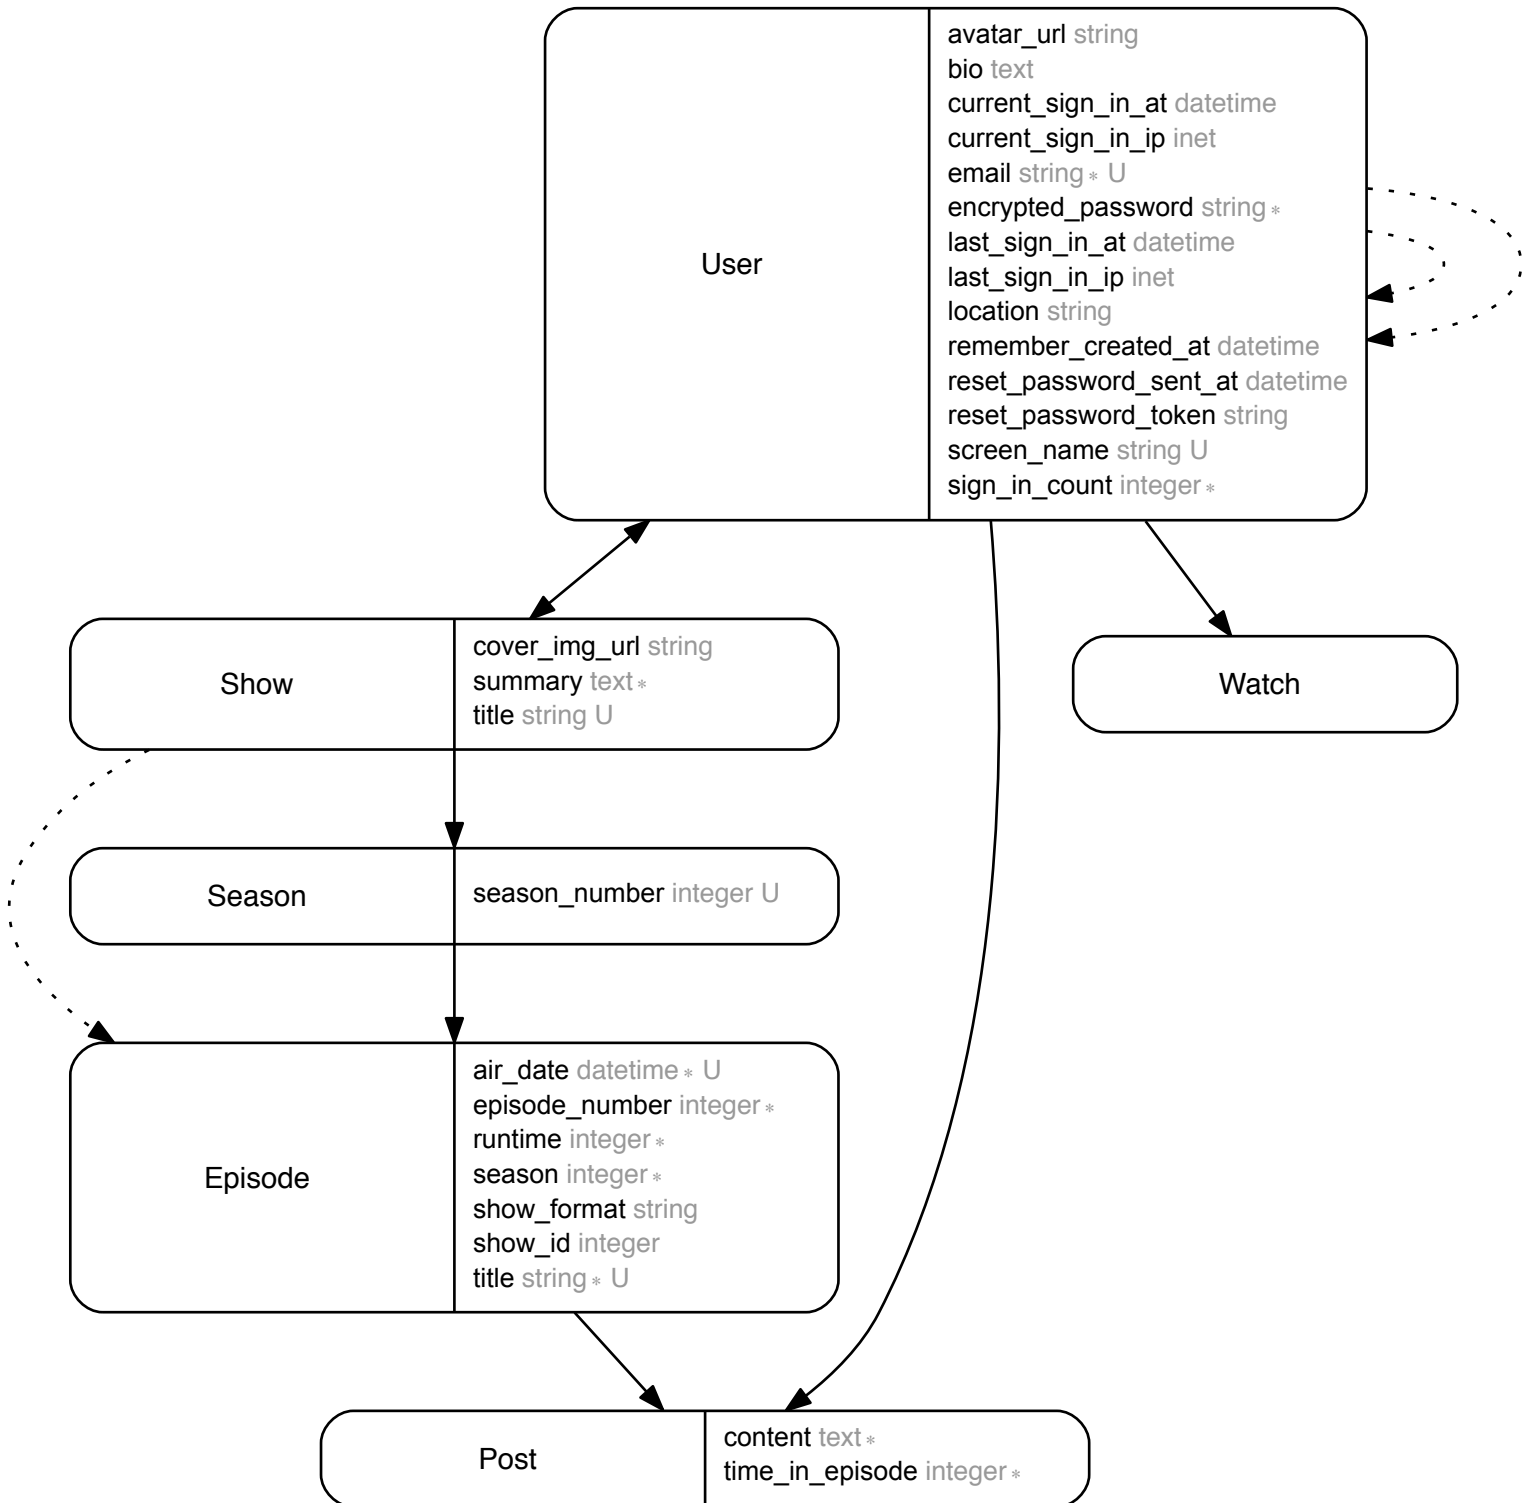 User
avatar_url string
bio text
current_sign_in_at datetime
current_sign_in_ip inet
email string * U
encrypted_password string *
last_sign_in_at datetime
last_sign_in_ip inet
location string
remember_created_at datetime
reset_password_sent_at datetime
reset_password_token string
screen_name string U
sign_in_count integer *
Show
cover_img_url string
summary text *
title string U
Watch
Season
season_number integer U
Episode
air_date datetime * U
episode_number integer *
runtime integer *
season integer *
show_format string
show_id integer
title string * U
Post
content text *
time_in_episode integer *